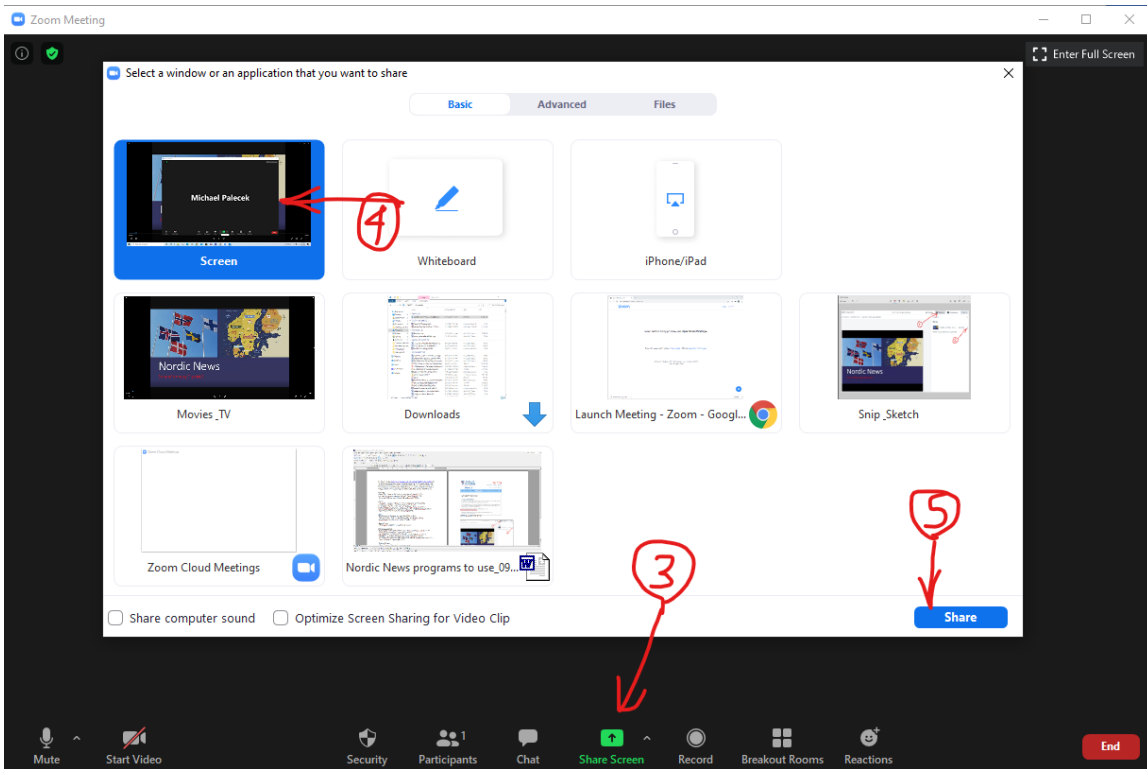 Zoom Meeting
Enter Full Screen
Select a window or an application that you want to share
Basic Advanced Files
Michael Palecek
4
Screen Whiteboard iPhone/iPad
Nordic News
Nordic News
Movies_TV Downloads Launch Meeting - Zoom - Googl... Snip_Sketch
5
Zoom Cloud Meetings Nordic News programs to use_09...
W
3
Share computer sound Optimize Screen Sharing for Video Clip Share
1
Mute Start Video Security Participants Chat Share Screen Record Breakout Rooms Reactions End